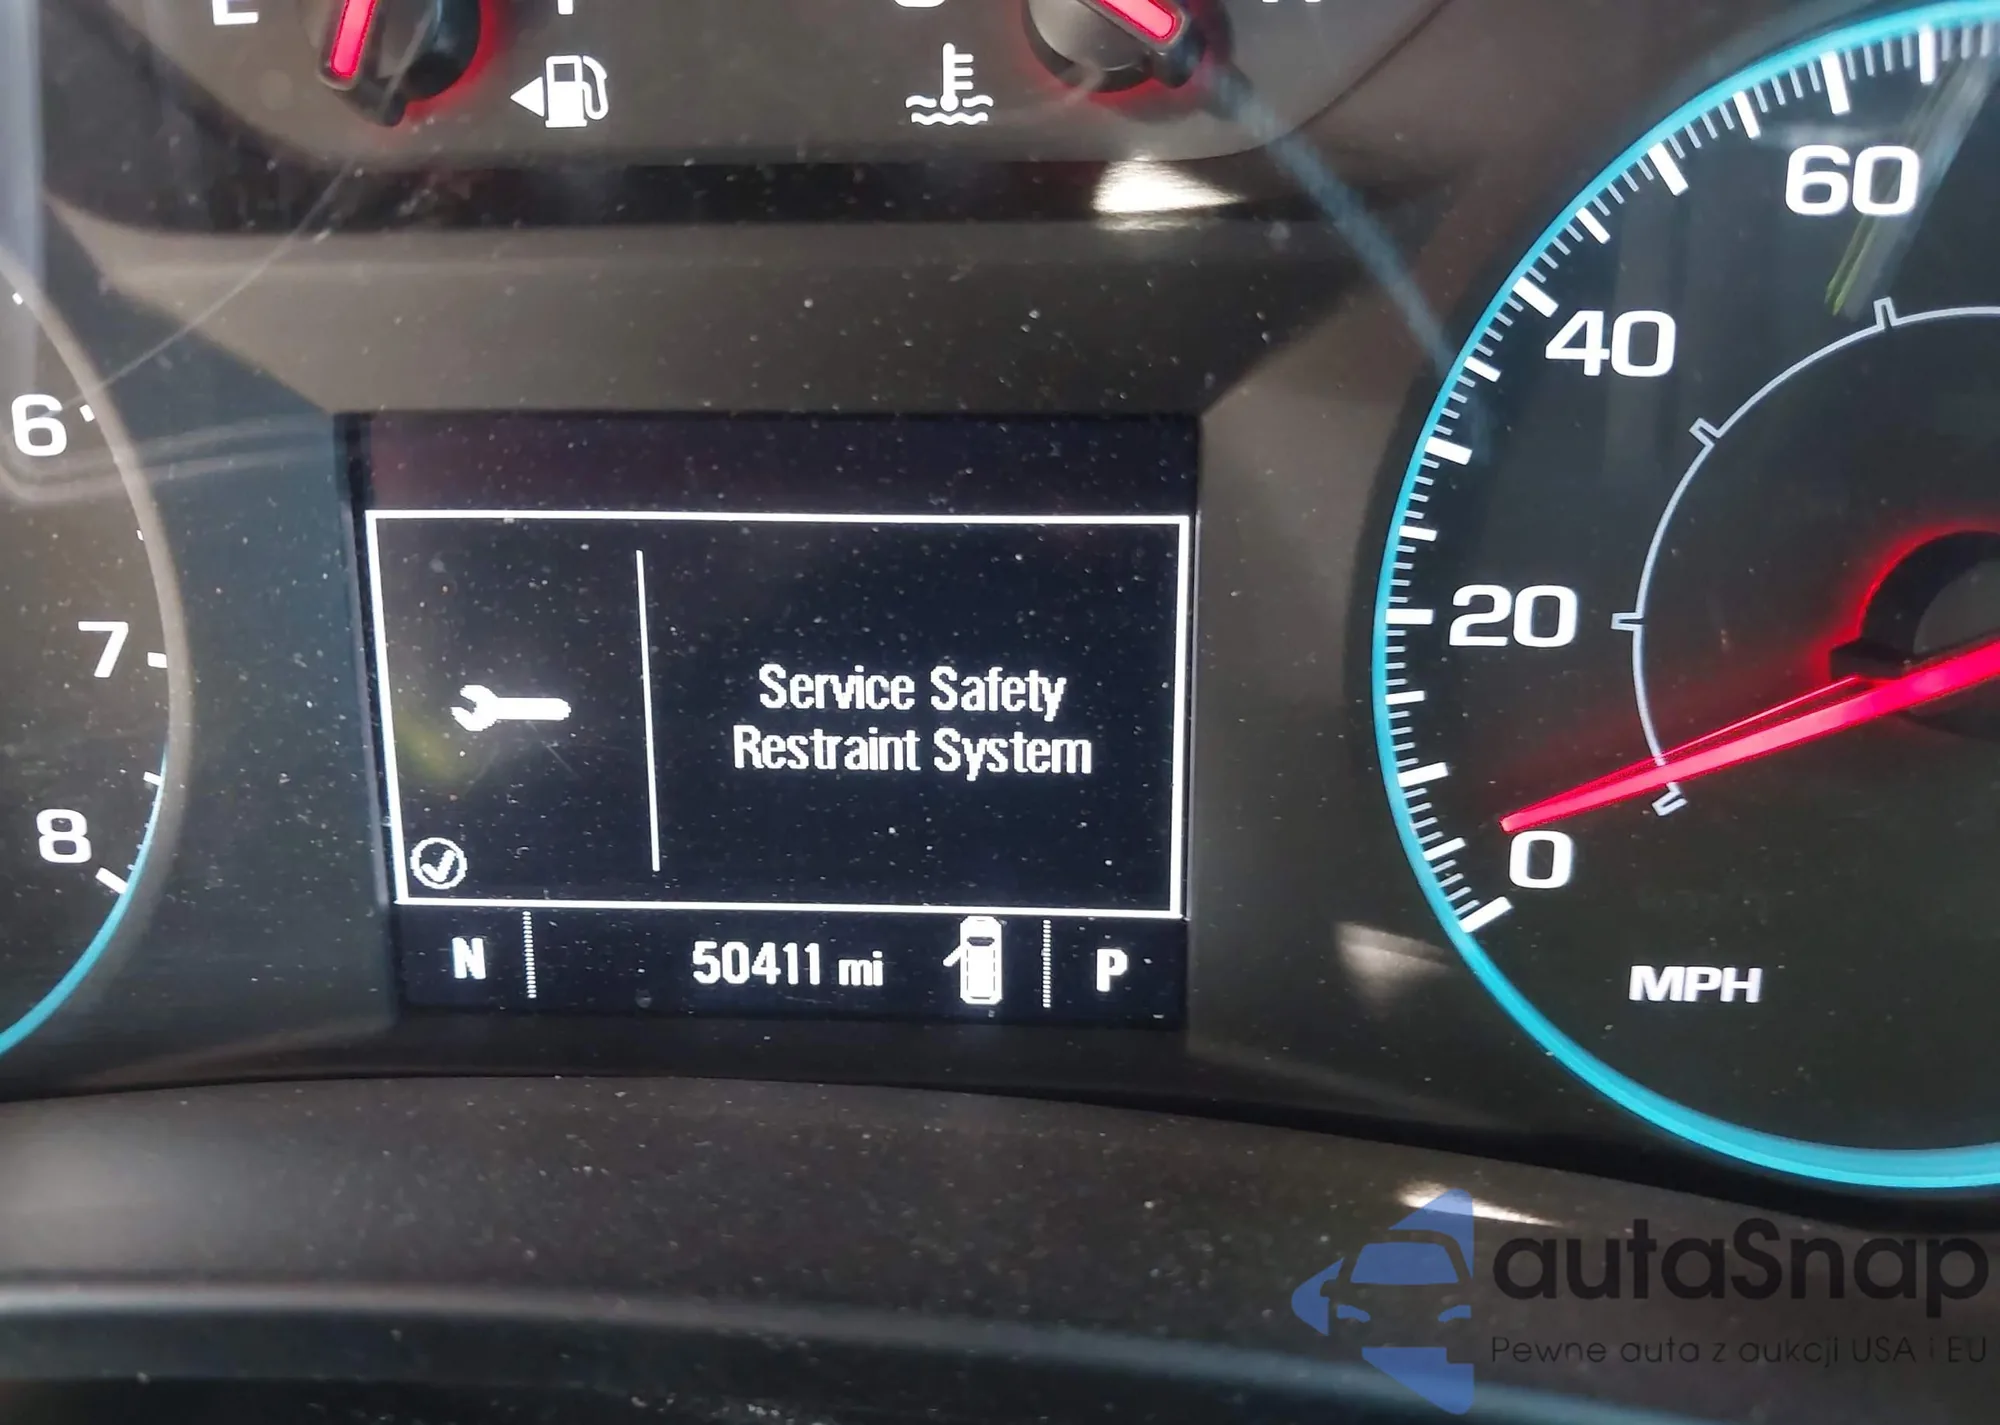 60
40
6
20
7
Service Safety
Restraint System
8
0
N
50411 mi
P
MPH
autaSnap
Pewne auta z aukcji USA i EU